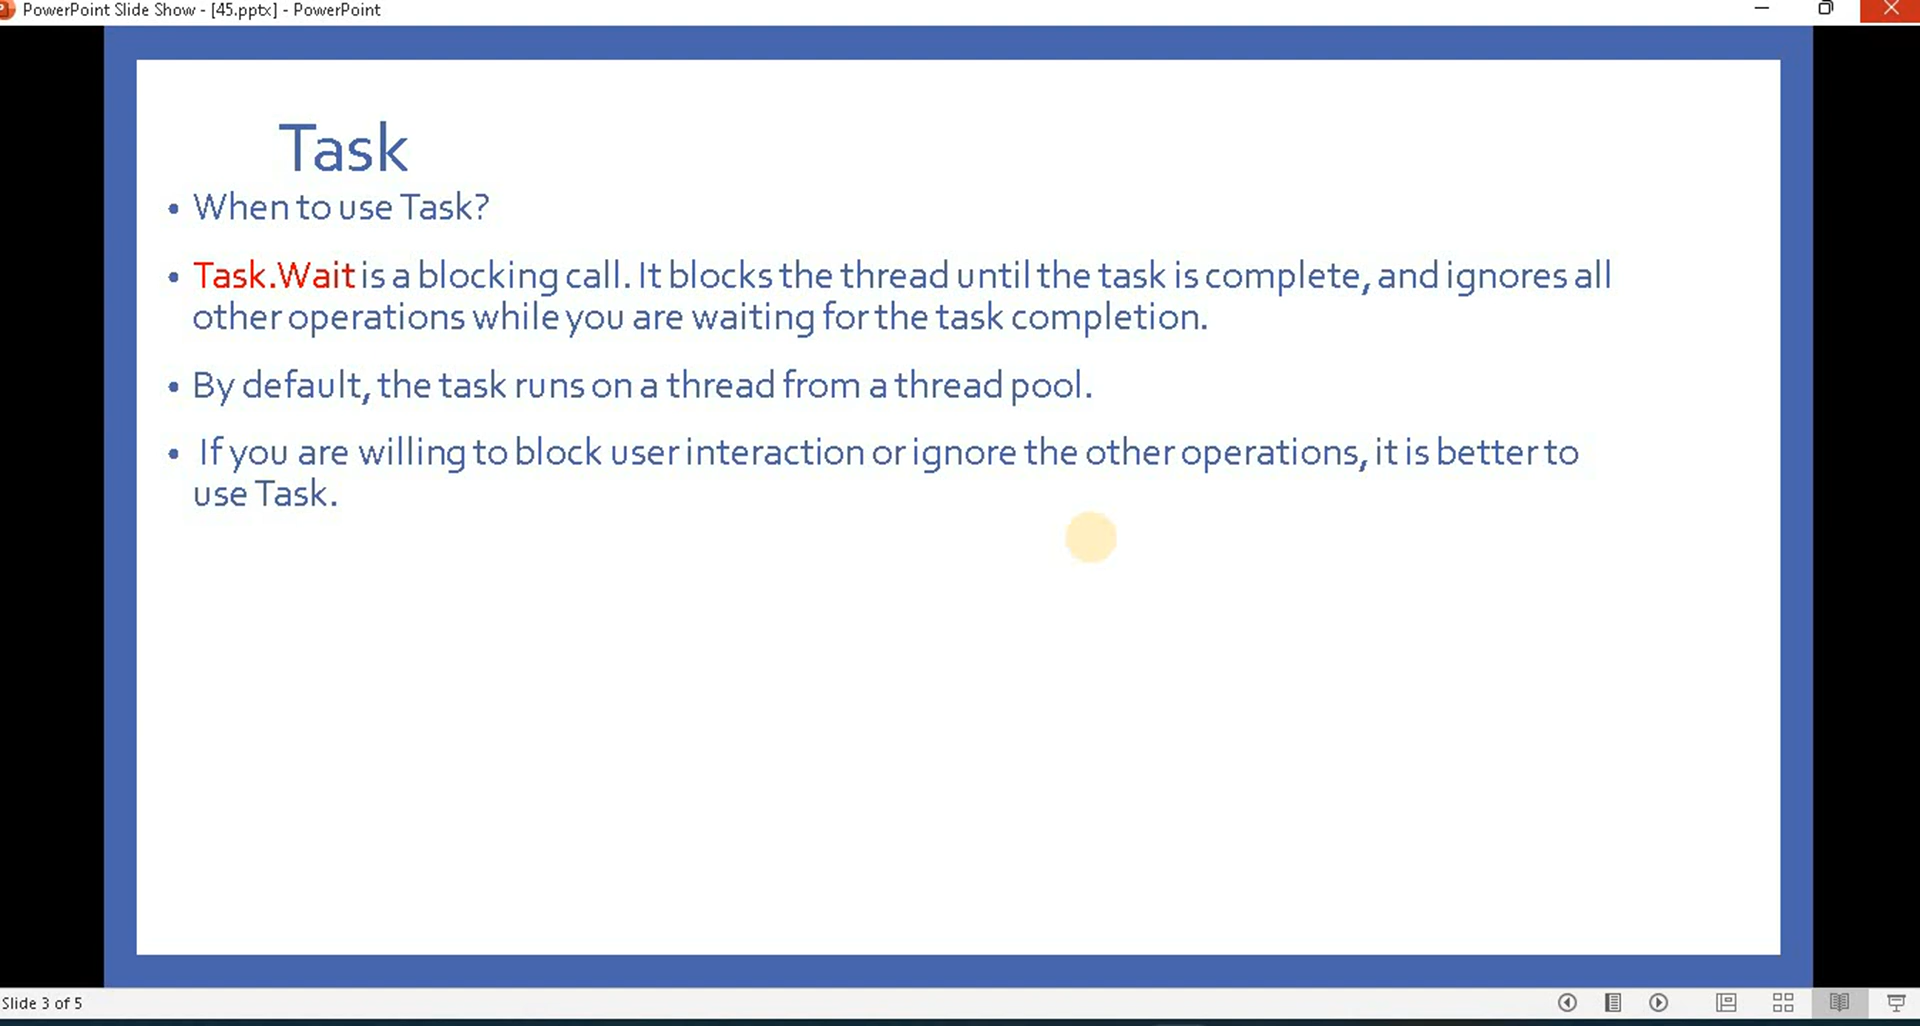 PowerPoint Slide Show - [45.pptx] - PowerPoint
Task
• When to use Task?
• Task.Wait is a blocking call. It blocks the thread until the task is complete, and ignores all
other operations while you are waiting for the task completion.
• By default, the task runs on a thread from a thread pool.
• If you are willing to block user interaction or ignore the other operations, it is better to
use Task.
Slide 3 of 5